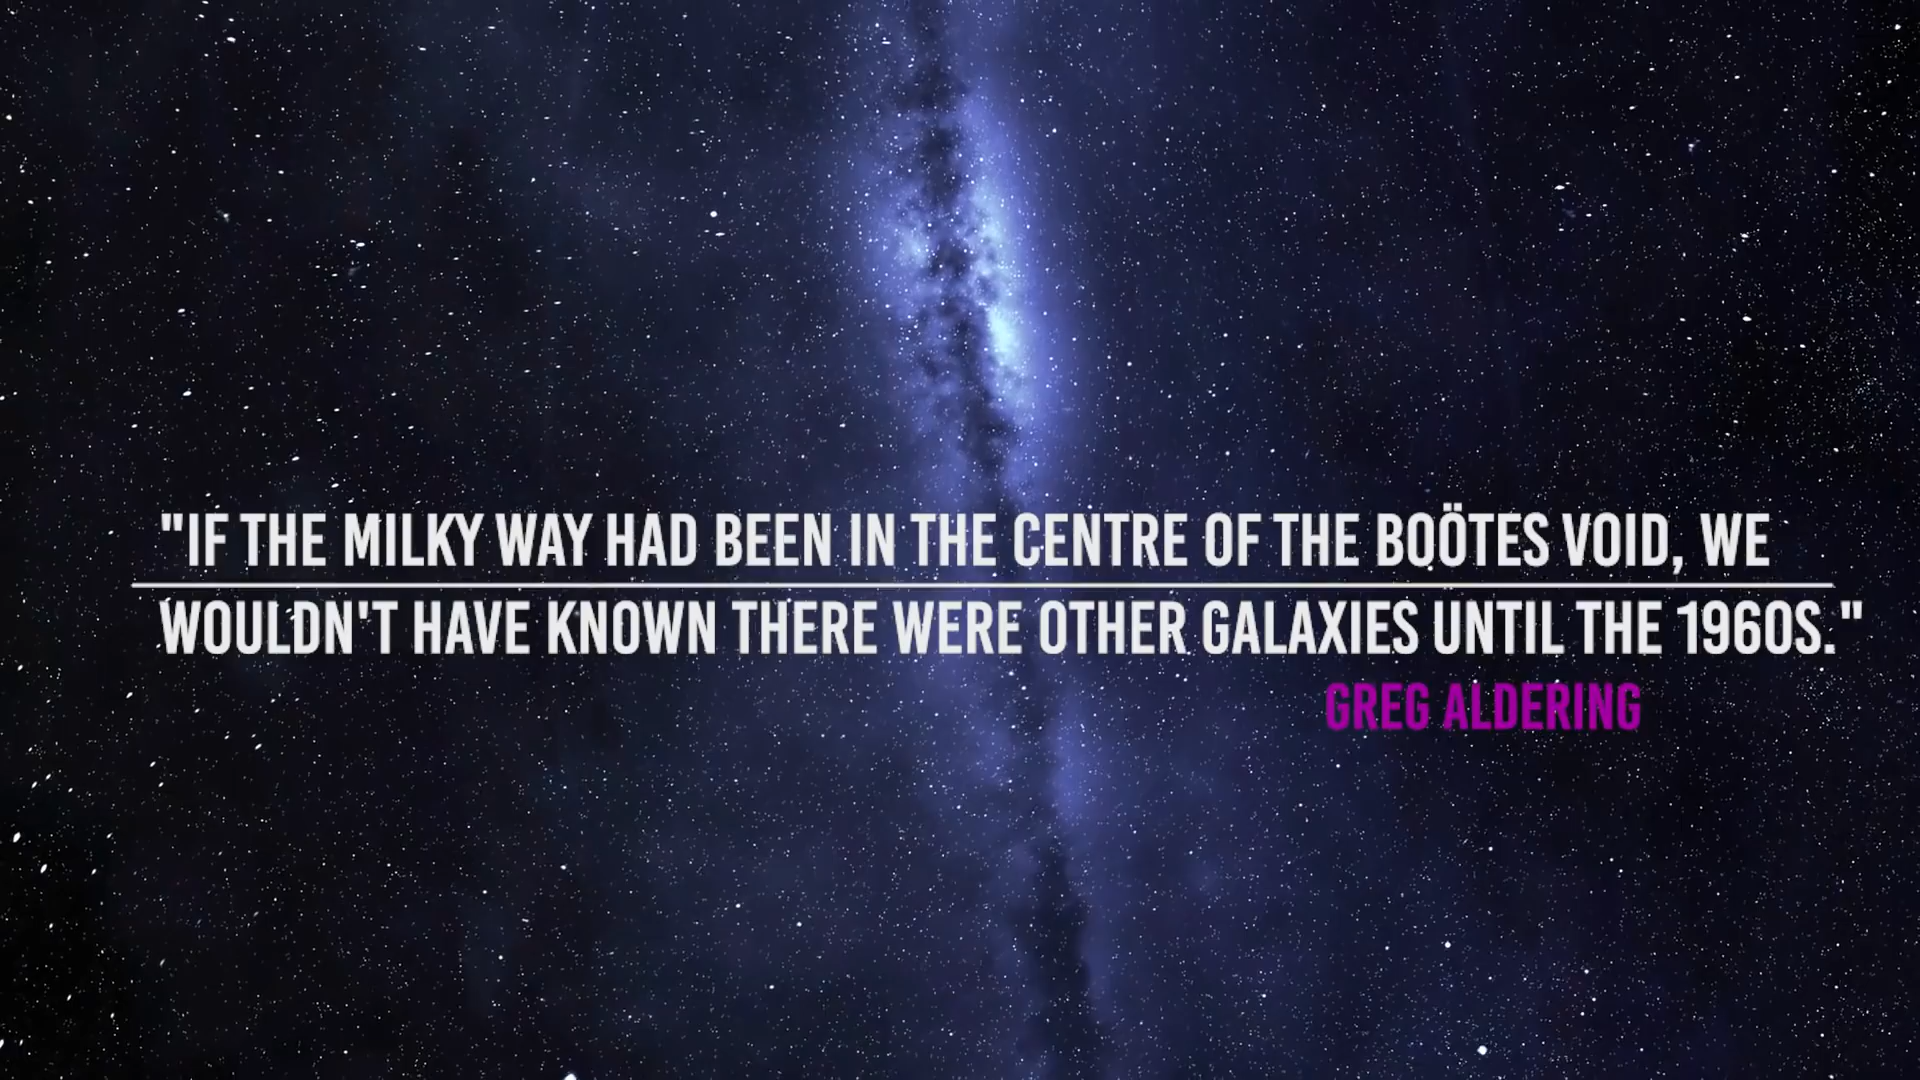 "IF THE MILKY WAY HAD BEEN IN THE CENTRE OF THE BOÖTES VOID, WE
WOULDN'T HAVE KNOWN THERE WERE OTHER GALAXIES UNTIL THE 1960S."
GREG ALDERING